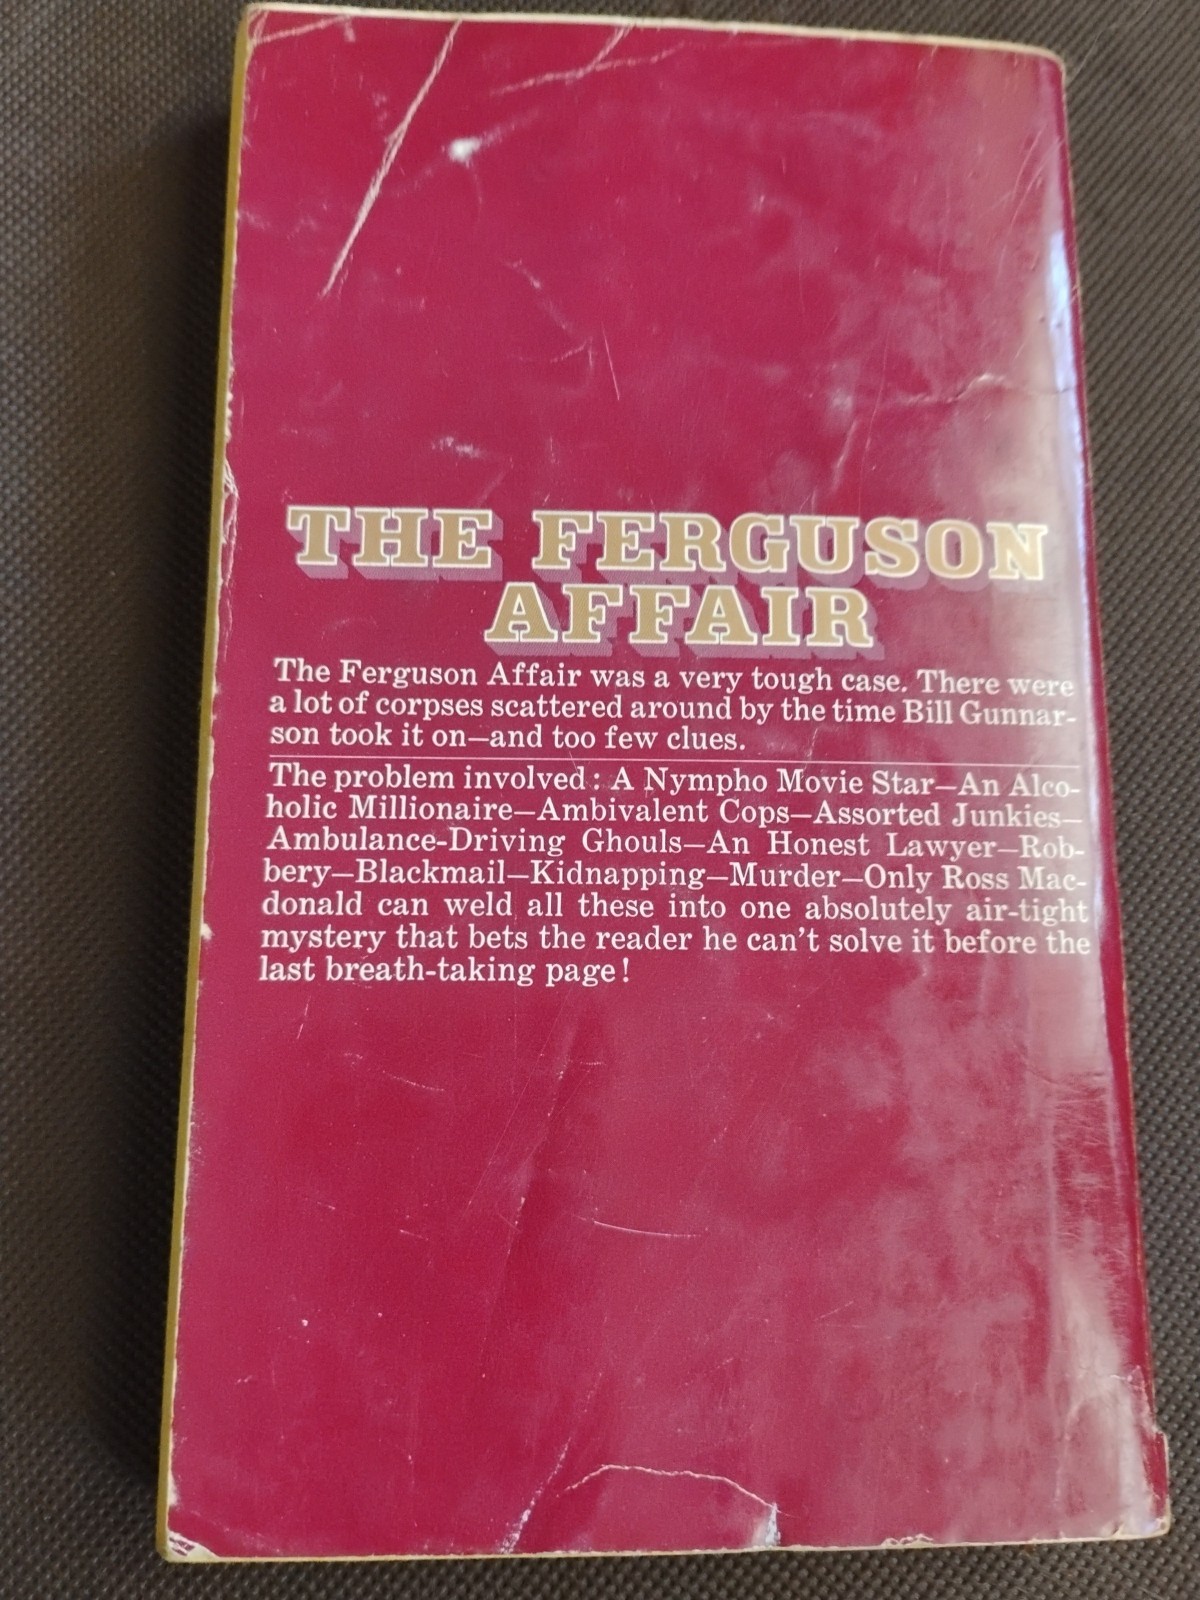 THE FERGUSON
AFFAIR
The Ferguson Affair was a very tough case. There were
a lot of corpses scattered around by the time Bill Gunnar-
son took it on—and too few clues.
The problem involved: A Nympho Movie Star—An Alco-
holic Millionaire—Ambivalent Cops—Assorted Junkies—
Ambulance-Driving Ghouls—An Honest Lawyer—Rob-
bery—Blackmail—Kidnapping—Murder—Only Ross Mac-
donald can weld all these into one absolutely air-tight
mystery that bets the reader he can't solve it before the
last breath-taking page!